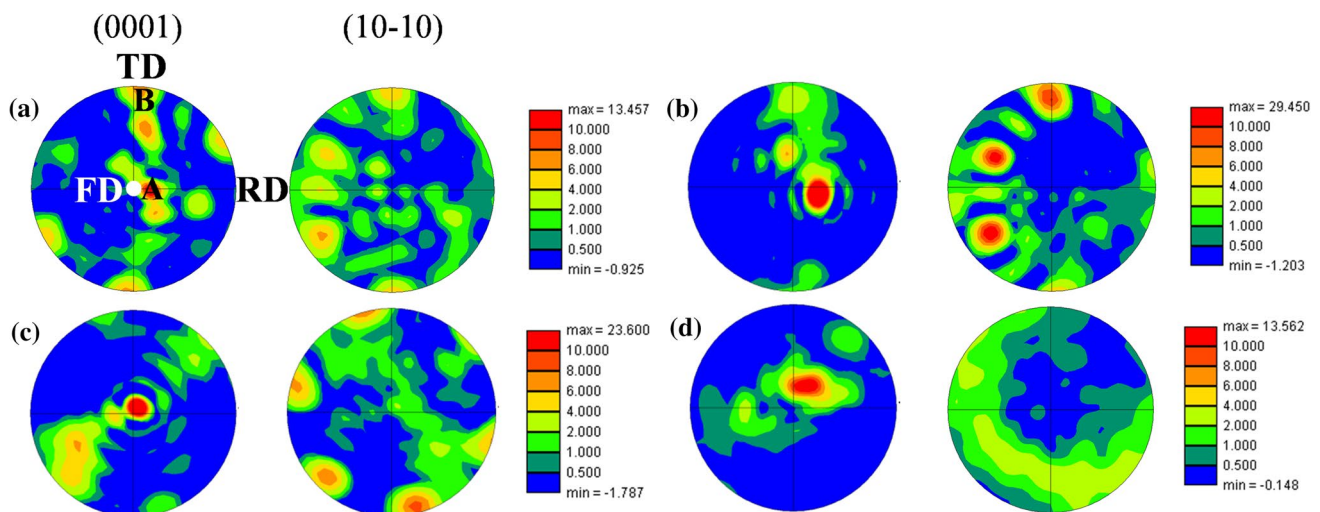 (0001)
(10-10)
TD
(a)
B
FD
A
RD
max = 13.457
10.000
8.000
6.000
4.000
2.000
1.000
0.500
min = -0.925
(b)
max = 29.450
10.000
8.000
6.000
4.000
2.000
1.000
0.500
min = -1.203
(c)
max = 23.600
10.000
8.000
6.000
4.000
2.000
1.000
0.500
min = -1.787
(d)
max = 13.562
10.000
8.000
6.000
4.000
2.000
1.000
0.500
min = -0.148